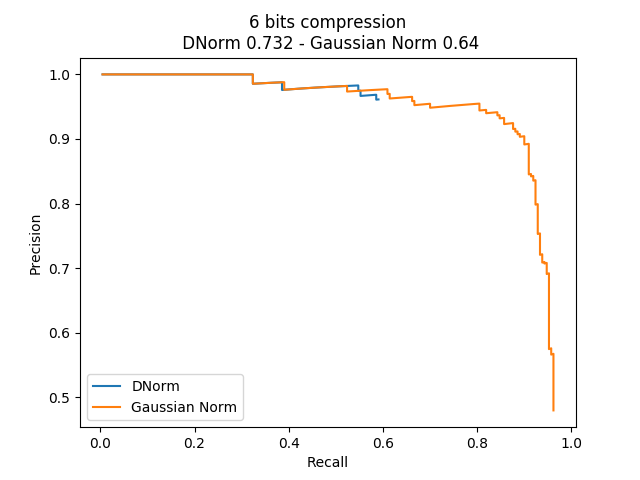 6 bits compression
DNorm 0.732 - Gaussian Norm 0.64
1.0
0.9
0.8
0.7
0.6
0.5
Precision
DNorm
Gaussian Norm
0.0 0.2 0.4 0.6 0.8 1.0
Recall